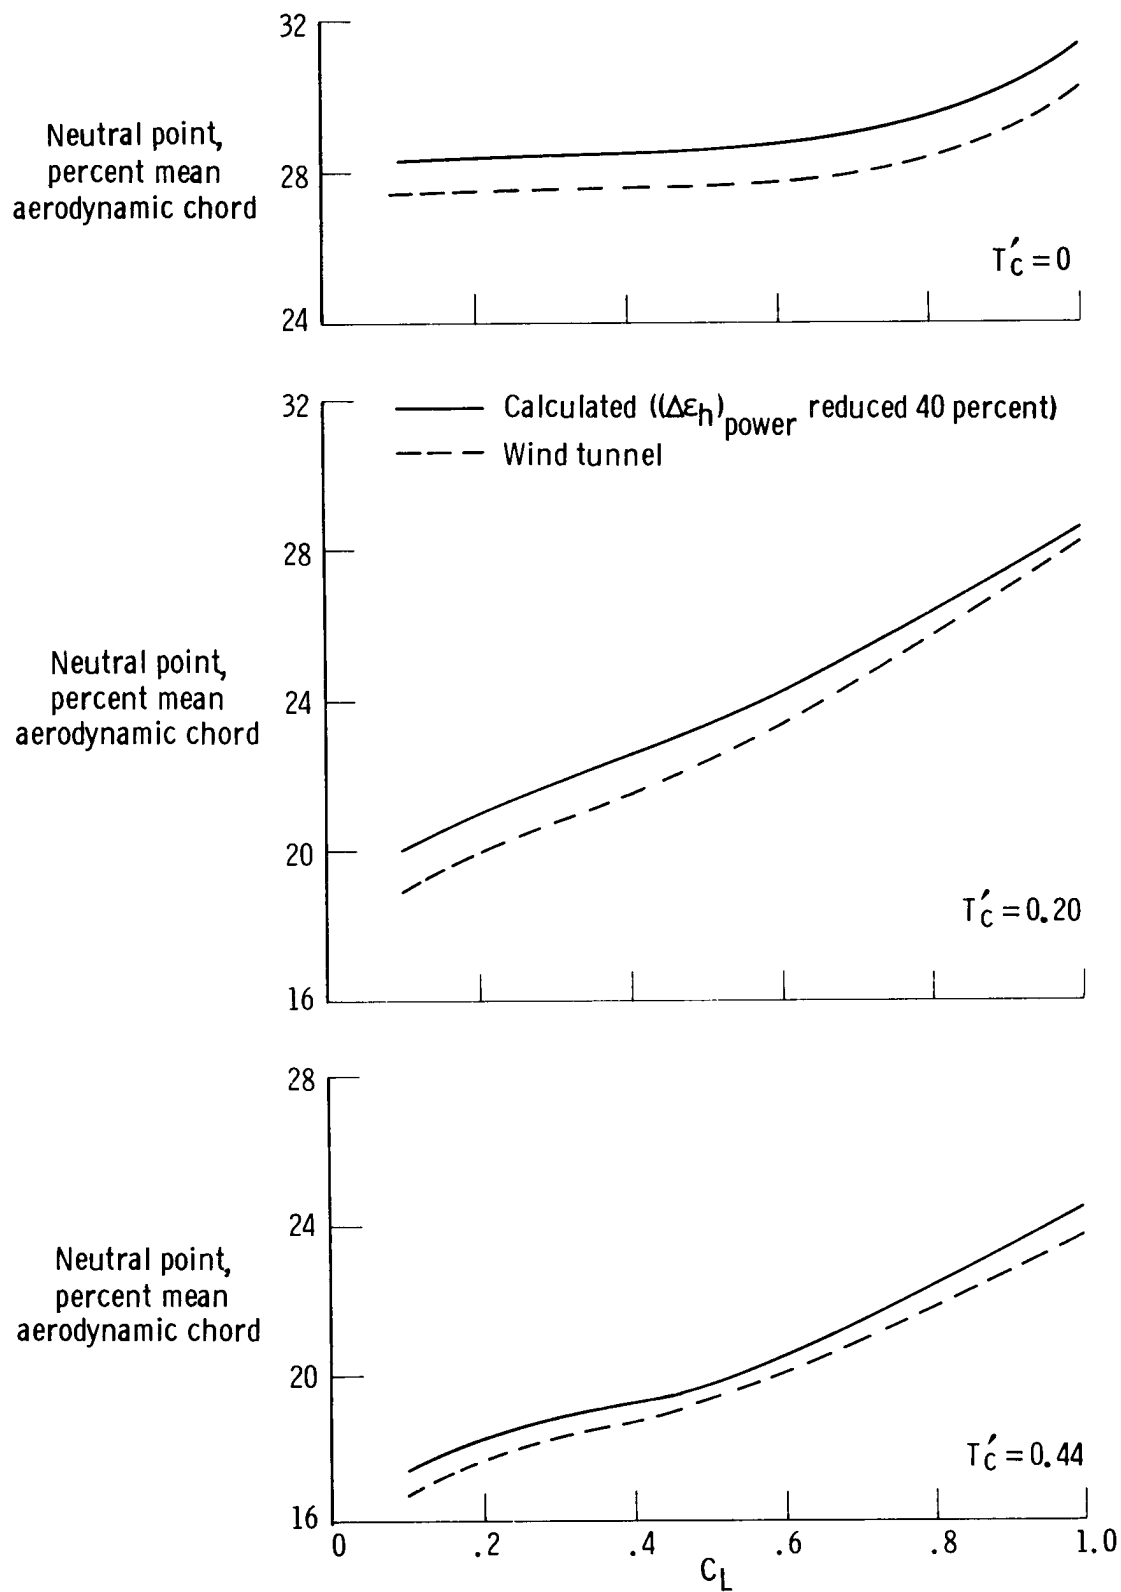 32
Neutral point,
percent mean
aerodynamic chord
28
T′c = 0
24
32
Calculated ((Δεh)power reduced 40 percent)
Wind tunnel
28
Neutral point,
percent mean
aerodynamic chord
24
20
T′c = 0.20
16
28
24
Neutral point,
percent mean
aerodynamic chord
20
T′c = 0.44
16
0 .2 .4 .6 .8 1.0
CL